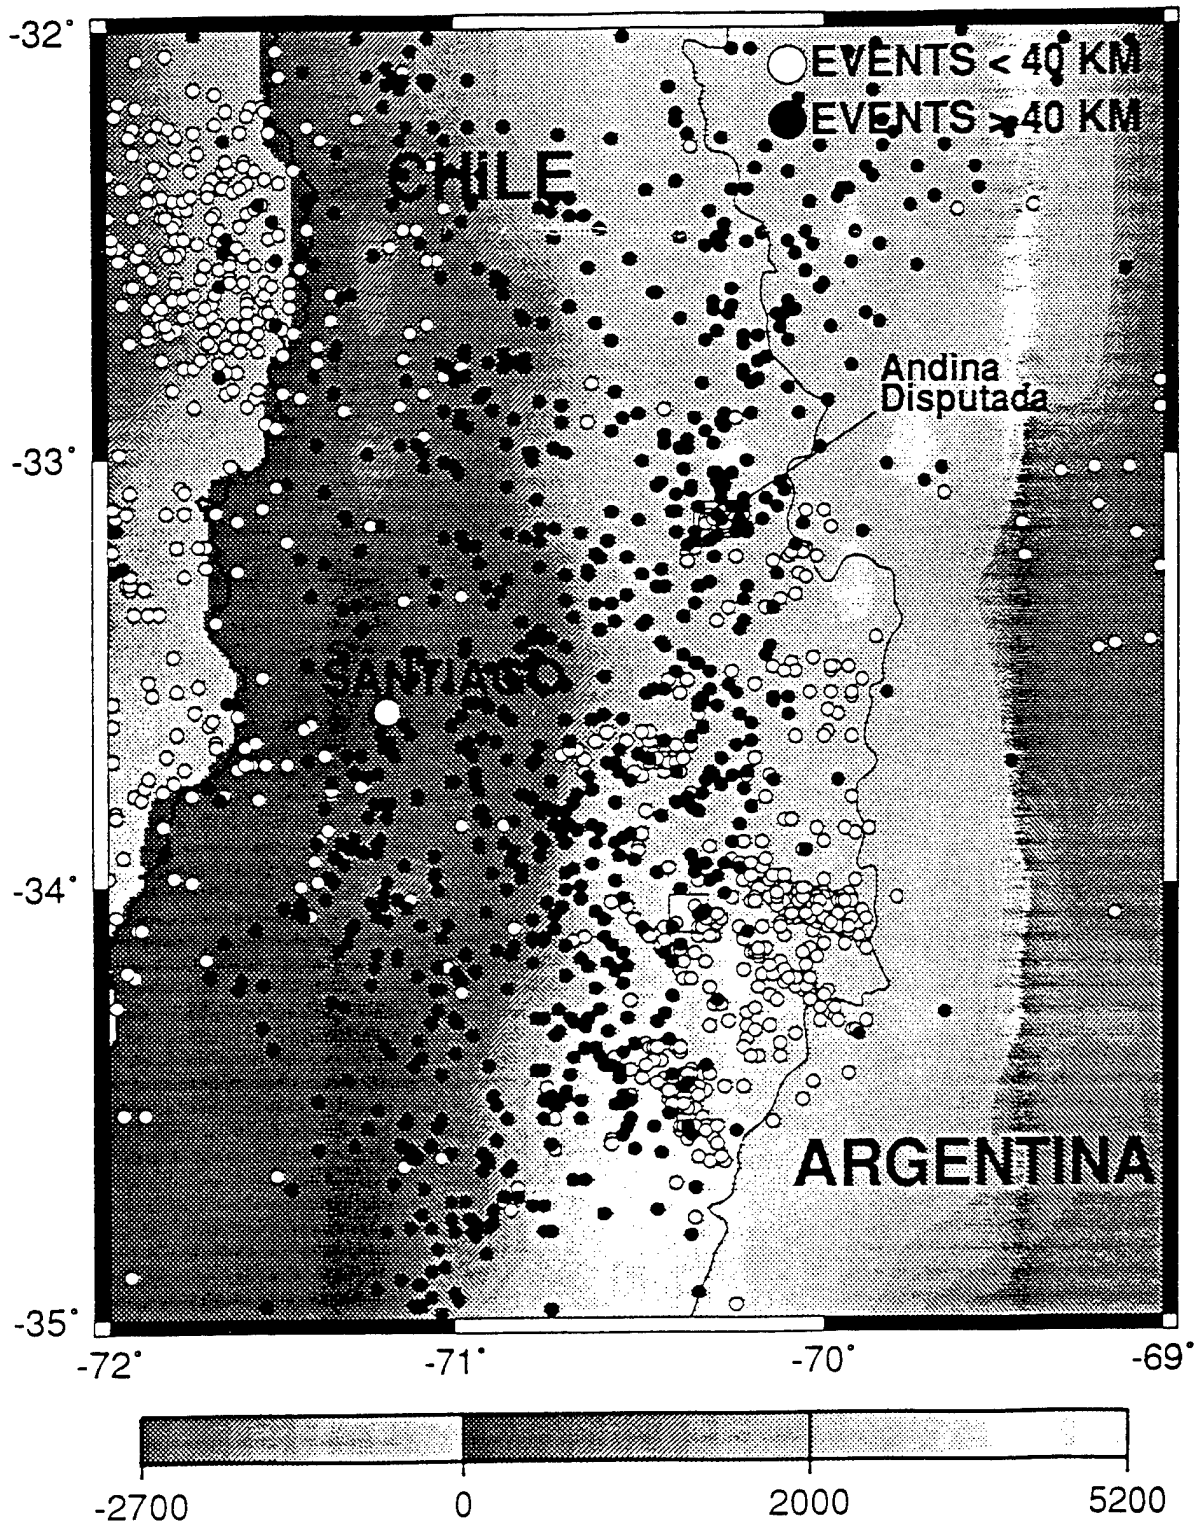 -32°
EVENTS < 40 KM
EVENTS > 40 KM
CHILE
Andina
Disputada
-33°
SANTIAGO
-34°
ARGENTINA
-35°
-72°
-71°
-70°
-69°
-2700
0
2000
5200